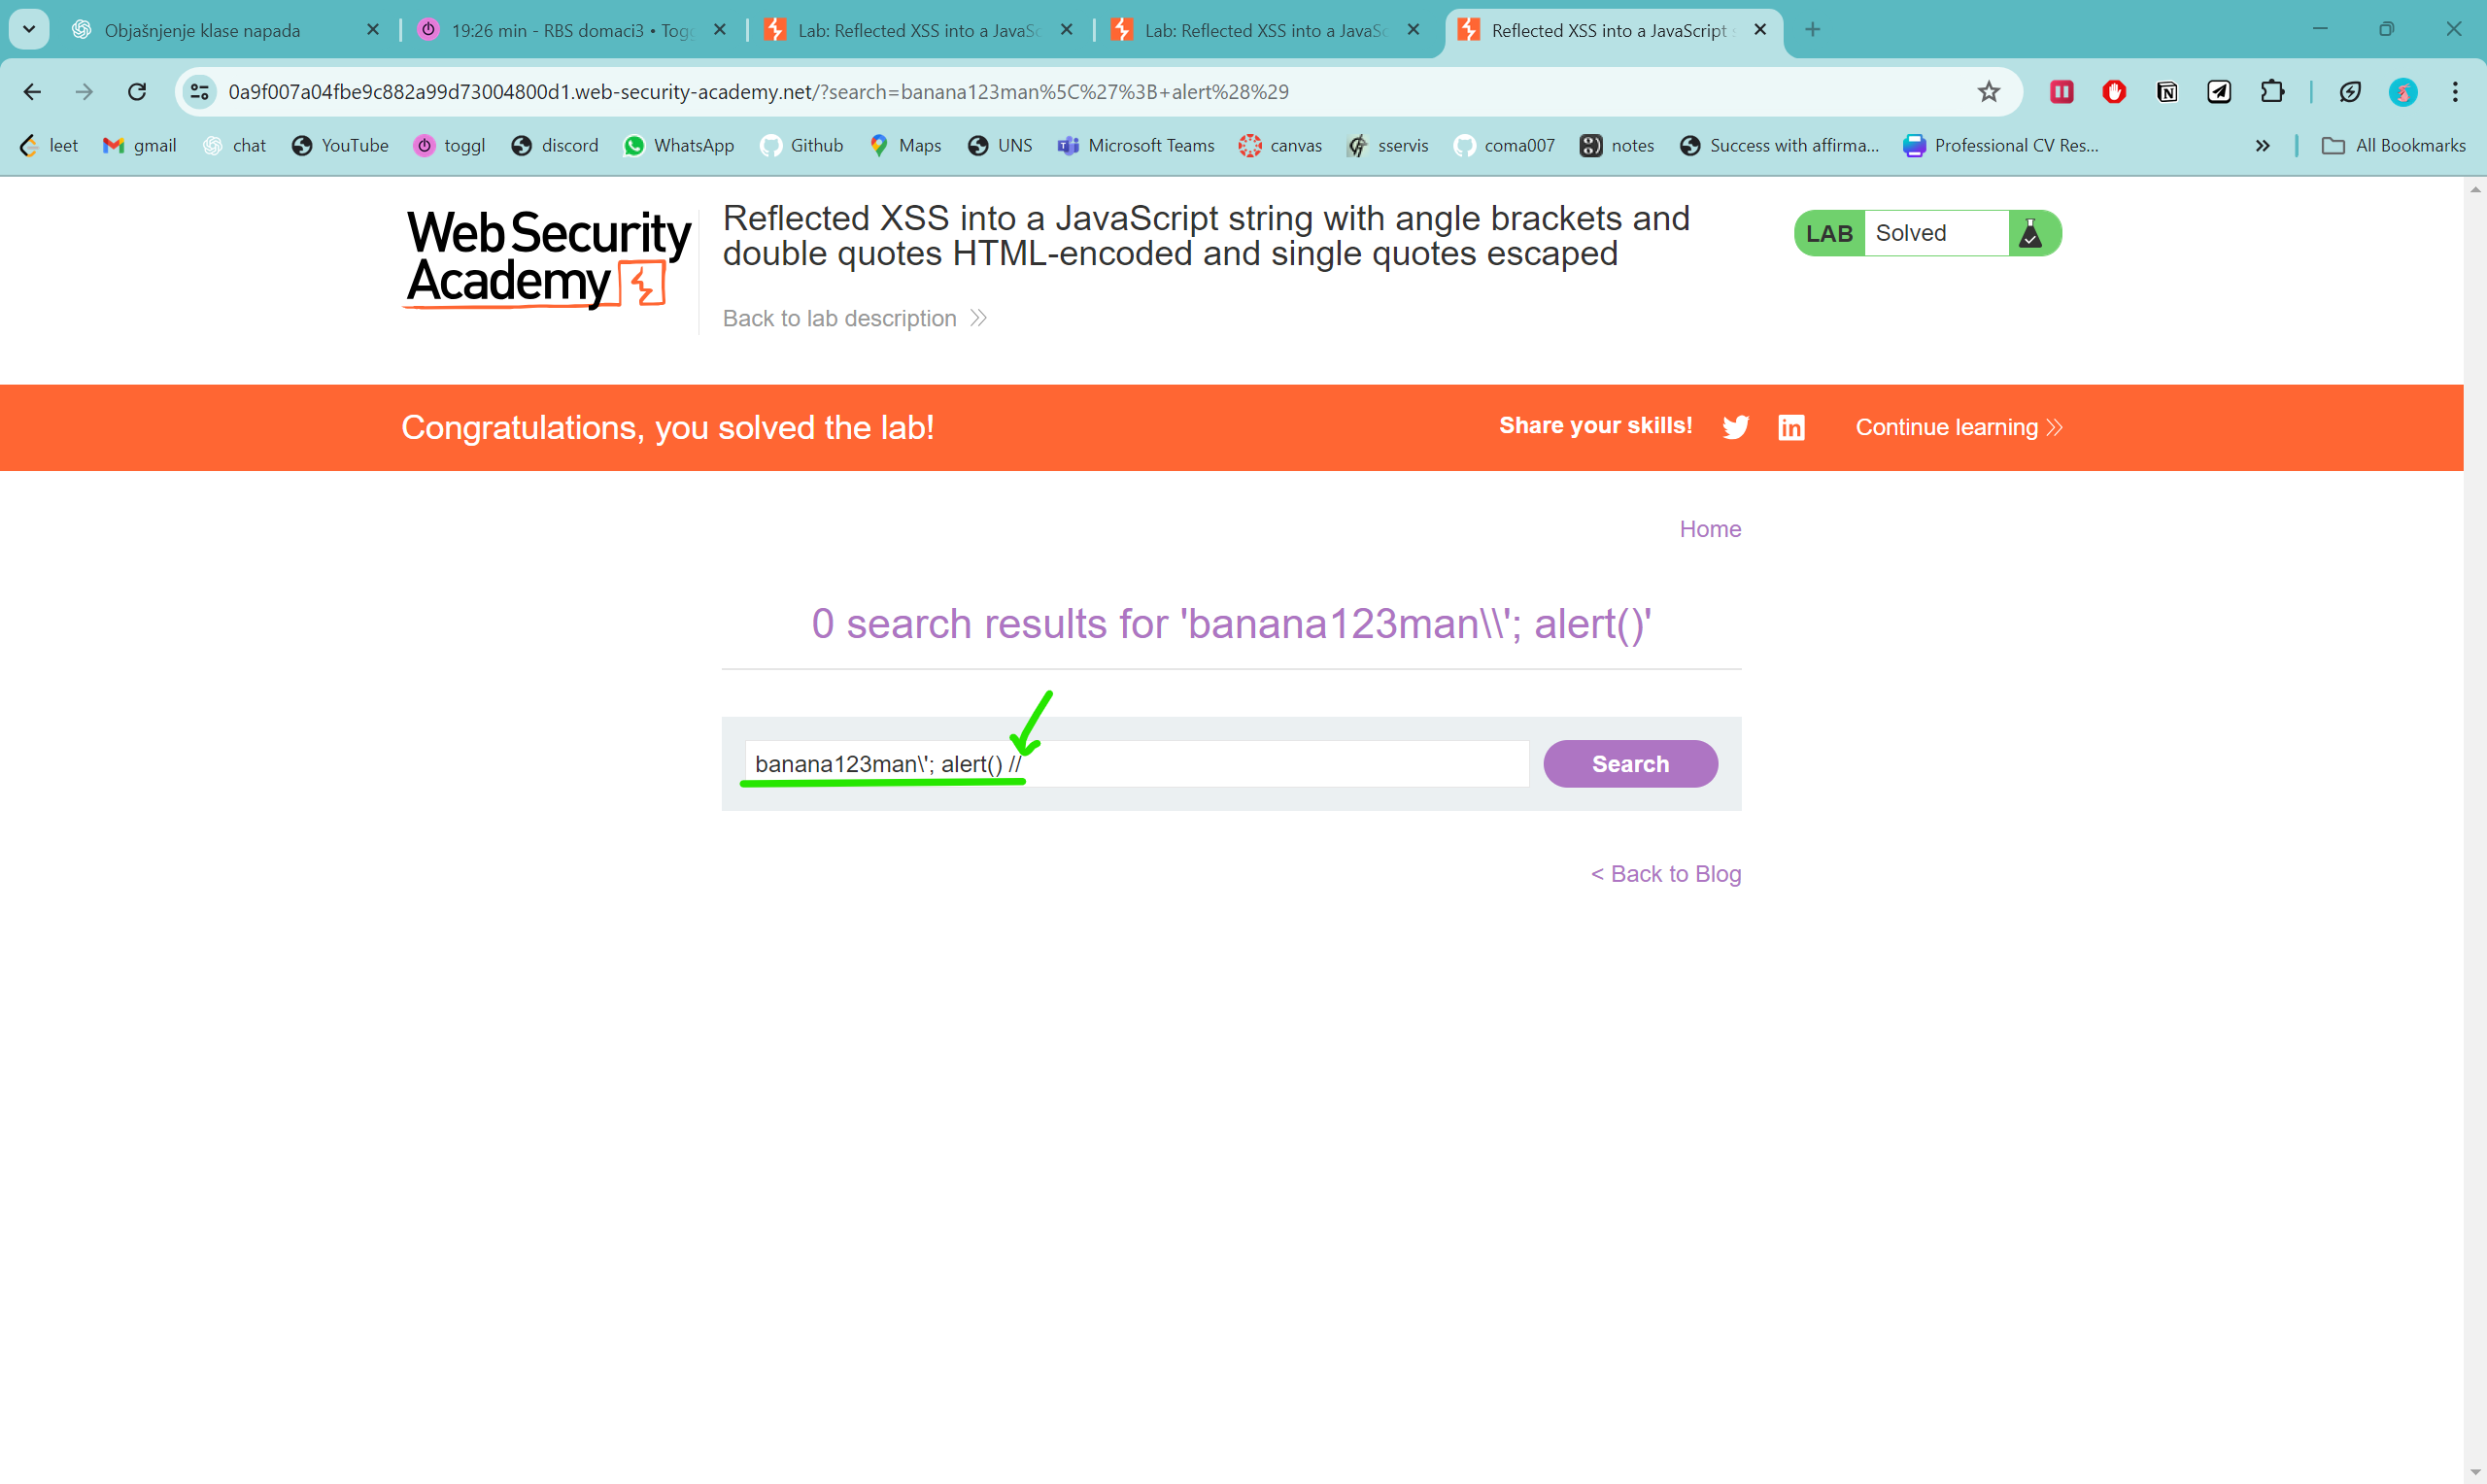 Objašnjenje klase napada
19:26 min - RBS domaci3 • Togg
Lab: Reflected XSS into a JavaSc
Lab: Reflected XSS into a JavaSc
Reflected XSS into a JavaScript s
0a9f007a04fbe9c882a99d73004800d1.web-security-academy.net/?search=banana123man%5C%27%3B+alert%28%29
leet gmail chat YouTube toggl discord WhatsApp Github Maps UNS Microsoft Teams canvas sservis coma007 notes Success with affirma... Professional CV Res... » All Bookmarks
Web Security
Academy
Reflected XSS into a JavaScript string with angle brackets and
double quotes HTML-encoded and single quotes escaped
Back to lab description
LAB Solved
Congratulations, you solved the lab!
Share your skills!
Continue learning
Home
0 search results for 'banana123man\\'; alert()'
banana123man\'; alert() //
Search
< Back to Blog